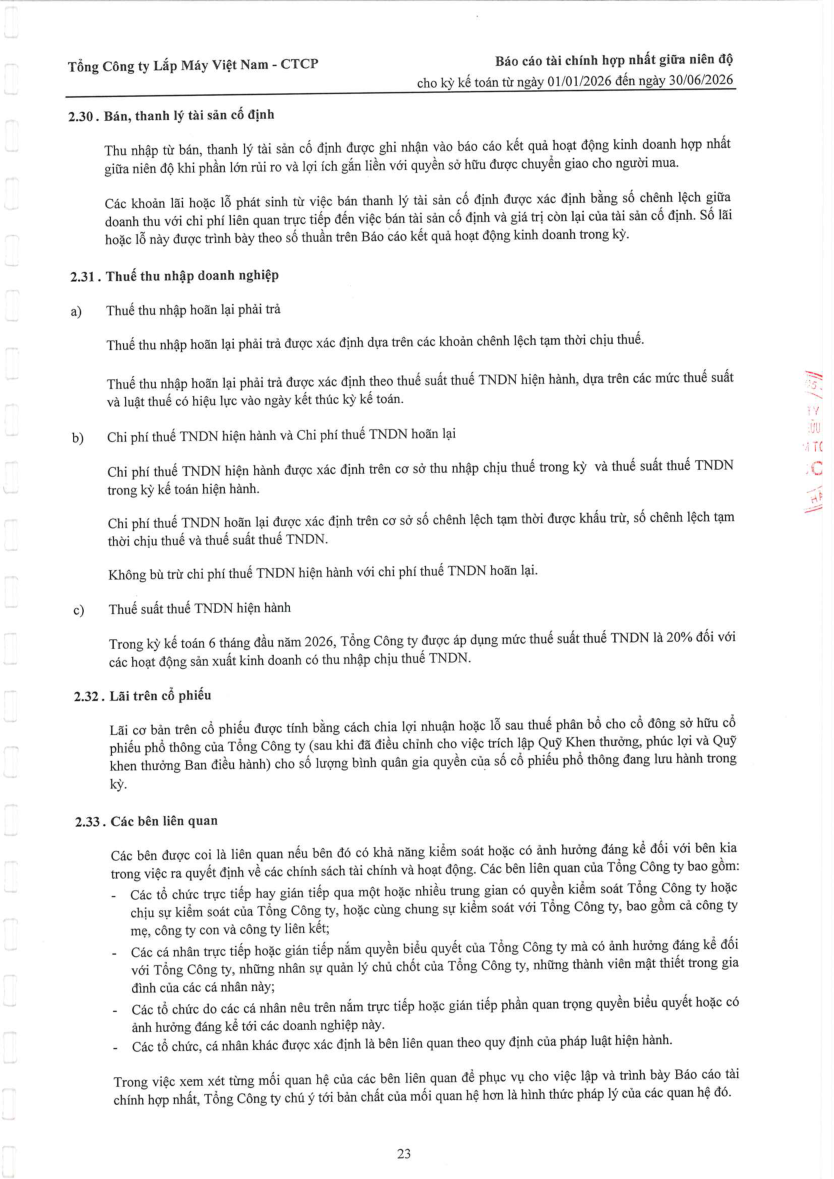 Tổng Công ty Lắp Máy Việt Nam - CTCP
Báo cáo tài chính hợp nhất giữa niên độ
cho kỳ kế toán từ ngày 01/01/2026 đến ngày 30/06/2026
2.30 . Bán, thanh lý tài sản cố định
Thu nhập từ bán, thanh lý tài sản cố định được ghi nhận vào báo cáo kết quả hoạt động kinh doanh hợp nhất
giữa niên độ khi phần lớn rủi ro và lợi ích gắn liền với quyền sở hữu được chuyển giao cho người mua.
Các khoản lãi hoặc lỗ phát sinh từ việc bán thanh lý tài sản cố định được xác định bằng số chênh lệch giữa
doanh thu với chi phí liên quan trực tiếp đến việc bán tài sản cố định và giá trị còn lại của tài sản cố định. Số lãi
hoặc lỗ này được trình bày theo số thuần trên Báo cáo kết quả hoạt động kinh doanh trong kỳ.
2.31 . Thuế thu nhập doanh nghiệp
a) Thuế thu nhập hoãn lại phải trả
Thuế thu nhập hoãn lại phải trả được xác định dựa trên các khoản chênh lệch tạm thời chịu thuế.
Thuế thu nhập hoãn lại phải trả được xác định theo thuế suất thuế TNDN hiện hành, dựa trên các mức thuế suất
và luật thuế có hiệu lực vào ngày kết thúc kỳ kế toán.
b) Chi phí thuế TNDN hiện hành và Chi phí thuế TNDN hoãn lại
Chi phí thuế TNDN hiện hành được xác định trên cơ sở thu nhập chịu thuế trong kỳ và thuế suất thuế TNDN
trong kỳ kế toán hiện hành.
Chi phí thuế TNDN hoãn lại được xác định trên cơ sở số chênh lệch tạm thời được khấu trừ, số chênh lệch tạm
thời chịu thuế và thuế suất thuế TNDN.
Không bù trừ chi phí thuế TNDN hiện hành với chi phí thuế TNDN hoãn lại.
c) Thuế suất thuế TNDN hiện hành
Trong kỳ kế toán 6 tháng đầu năm 2026, Tổng Công ty được áp dụng mức thuế suất thuế TNDN là 20% đối với
các hoạt động sản xuất kinh doanh có thu nhập chịu thuế TNDN.
2.32 . Lãi trên cổ phiếu
Lãi cơ bản trên cổ phiếu được tính bằng cách chia lợi nhuận hoặc lỗ sau thuế phân bổ cho cổ đông sở hữu cổ
phiếu phổ thông của Tổng Công ty (sau khi đã điều chỉnh cho việc trích lập Quỹ Khen thưởng, phúc lợi và Quỹ
khen thưởng Ban điều hành) cho số lượng bình quân gia quyền của số cổ phiếu phổ thông đang lưu hành trong
kỳ.
2.33 . Các bên liên quan
Các bên được coi là liên quan nếu bên đó có khả năng kiểm soát hoặc có ảnh hưởng đáng kể đối với bên kia
trong việc ra quyết định về các chính sách tài chính và hoạt động. Các bên liên quan của Tổng Công ty bao gồm:
- Các tổ chức trực tiếp hay gián tiếp qua một hoặc nhiều trung gian có quyền kiểm soát Tổng Công ty hoặc
chịu sự kiểm soát của Tổng Công ty, hoặc cùng chung sự kiểm soát với Tổng Công ty, bao gồm cả công ty
mẹ, công ty con và công ty liên kết;
- Các cá nhân trực tiếp hoặc gián tiếp nắm quyền biểu quyết của Tổng Công ty mà có ảnh hưởng đáng kể đối
với Tổng Công ty, những nhân sự quản lý chủ chốt của Tổng Công ty, những thành viên mật thiết trong gia
đình của các cá nhân này;
- Các tổ chức do các cá nhân nêu trên nắm trực tiếp hoặc gián tiếp phần quan trọng quyền biểu quyết hoặc có
ảnh hưởng đáng kể tới các doanh nghiệp này.
- Các tổ chức, cá nhân khác được xác định là bên liên quan theo quy định của pháp luật hiện hành.
Trong việc xem xét từng mối quan hệ của các bên liên quan để phục vụ cho việc lập và trình bày Báo cáo tài
chính hợp nhất, Tổng Công ty chú ý tới bản chất của mối quan hệ hơn là hình thức pháp lý của các quan hệ đó.
23